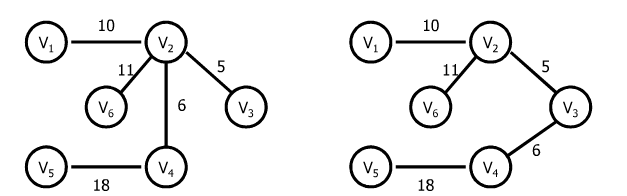 10 10
V₁ V₂ V₁ V₂
11 5 11 5
V₆ 6 V₃ V₆ V₃
6
V₅ V₄ V₅ V₄
18 18